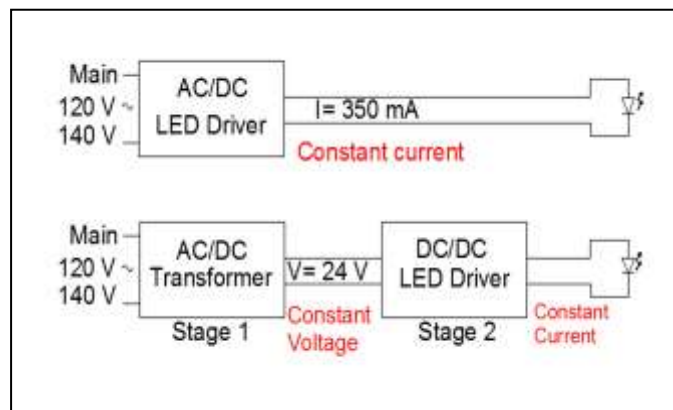 Main
120 V ~
140 V
AC/DC
LED Driver
I= 350 mA
Constant current
Main
120 V ~
140 V
AC/DC
Transformer
Stage 1
V= 24 V
Constant
Voltage
DC/DC
LED Driver
Stage 2
Constant
Current